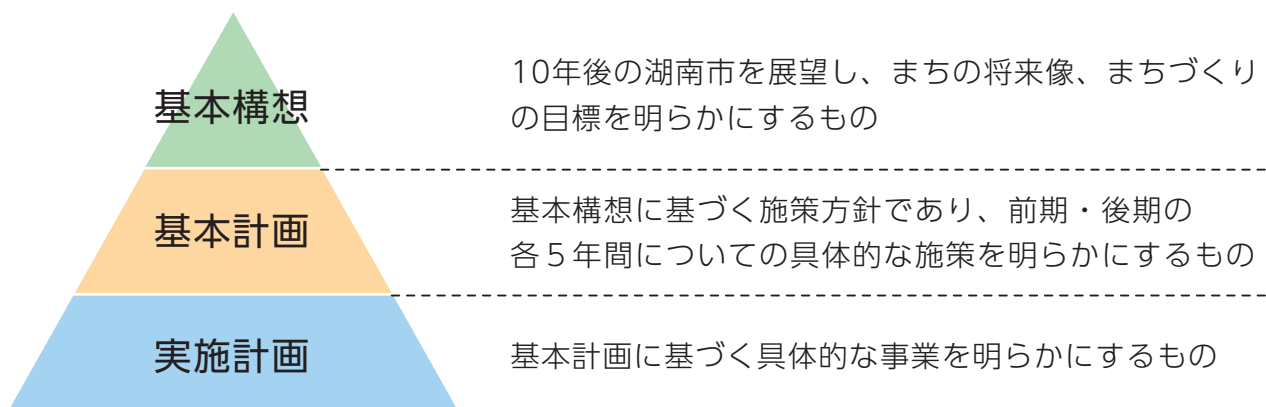 基本構想
10年後の湖南市を展望し、まちの将来像、まちづくり
の目標を明らかにするもの
基本計画
基本構想に基づく施策方針であり、前期・後期の
各５年間についての具体的な施策を明らかにするもの
実施計画
基本計画に基づく具体的な事業を明らかにするもの